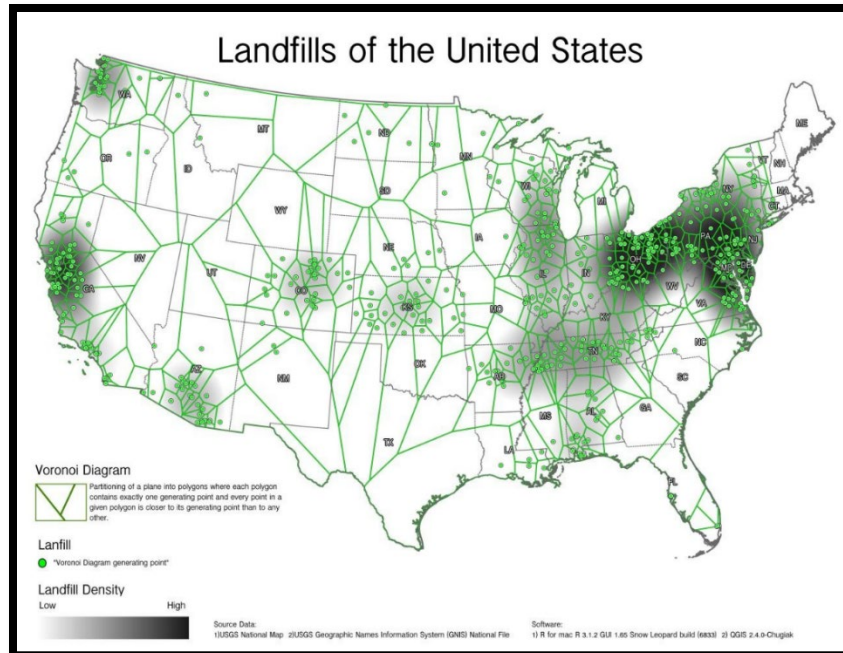 Landfills of the United States
WA
MT
ND
MN
ME
OR
ID
SD
WI
MI
VT
NH
NY
MA
CT
WY
IA
PA
NJ
NV
UT
NE
IL
IN
OH
CA
CO
KS
MO
WV
VA
KY
AZ
NM
OK
AR
TN
NC
SC
MS
AL
GA
TX
LA
FL
Voronoi Diagram
Partitioning of a plane into polygons where each polygon
contains exactly one generating point and every point in a
given polygon is closer to its generating point than to any
other.
Lanfill
"Voronoi Diagram generating point"
Landfill Density
Low High
Source Data:
1)USGS National Map 2)USGS Geographic Names Information System (GNIS) National File
Software:
1) R for mac R 3.1.2 GUI 1.65 Snow Leopard build (6833) 2) QGIS 2.4.0-Chugiak